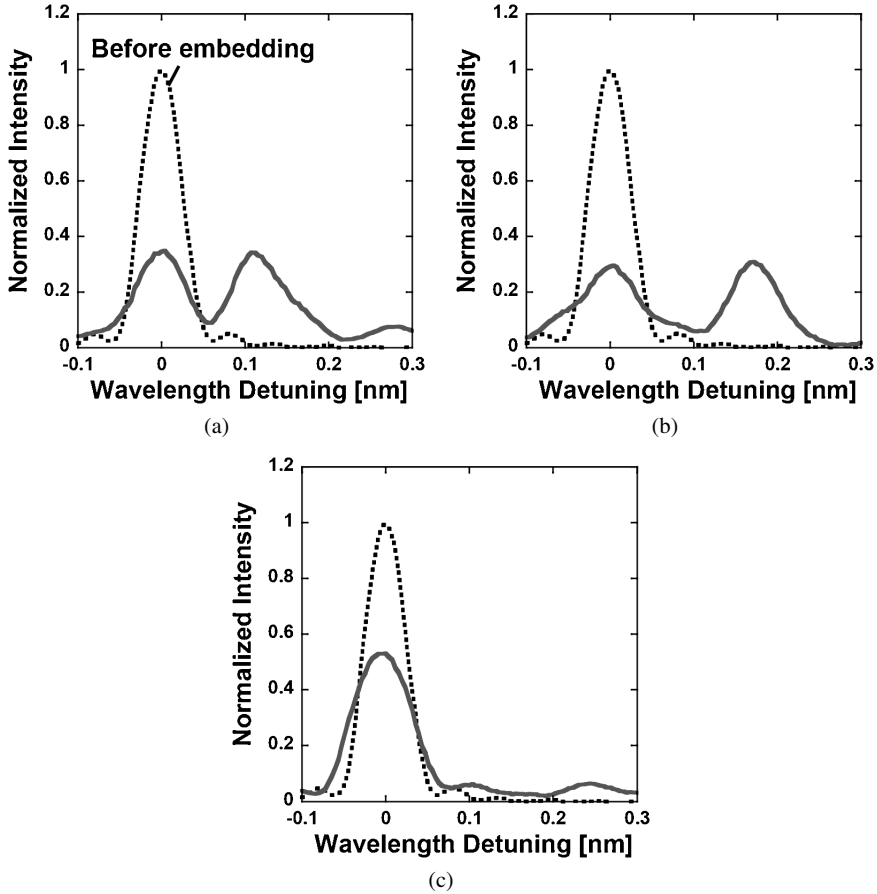 1.2
Before embedding
1
0.8
0.6
0.4
0.2
0
-0.1 0 0.1 0.2 0.3
Normalized Intensity
Wavelength Detuning [nm]
(a)
1.2
1
0.8
0.6
0.4
0.2
0
-0.1 0 0.1 0.2 0.3
Normalized Intensity
Wavelength Detuning [nm]
(b)
1.2
1
0.8
0.6
0.4
0.2
0
-0.1 0 0.1 0.2 0.3
Normalized Intensity
Wavelength Detuning [nm]
(c)